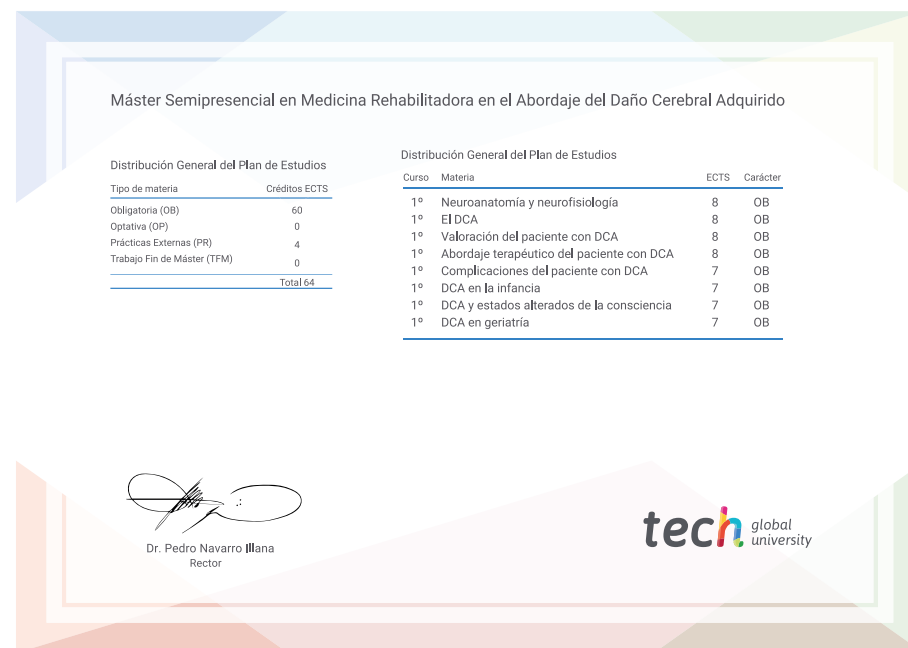 Máster Semipresencial en Medicina Rehabilitadora en el Abordaje del Daño Cerebral Adquirido
Distribución General del Plan de Estudios
Tipo de materia Créditos ECTS
Obligatoria (OB) 60
Optativa (OP) 0
Prácticas Externas (PR) 4
Trabajo Fin de Máster (TFM) 0
Total 64
Distribución General del Plan de Estudios
Curso Materia ECTS Carácter
1º Neuroanatomía y neurofisiología 8 OB
1º El DCA 8 OB
1º Valoración del paciente con DCA 8 OB
1º Abordaje terapéutico del paciente con DCA 8 OB
1º Complicaciones del paciente con DCA 7 OB
1º DCA en la infancia 7 OB
1º DCA y estados alterados de la consciencia 7 OB
1º DCA en geriatría 7 OB
Dr. Pedro Navarro Illana
Rector
tech global
university